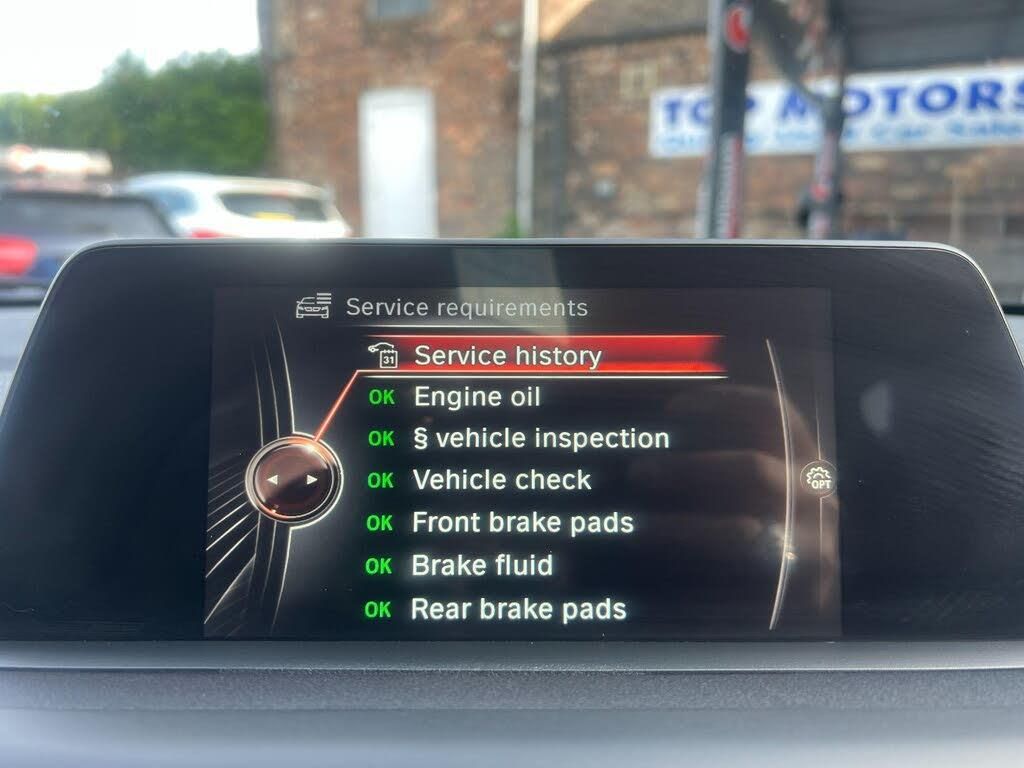 TOP MOTORS
Service requirements
31 Service history
OK Engine oil
OK § vehicle inspection
OK Vehicle check
OPT
OK Front brake pads
OK Brake fluid
OK Rear brake pads